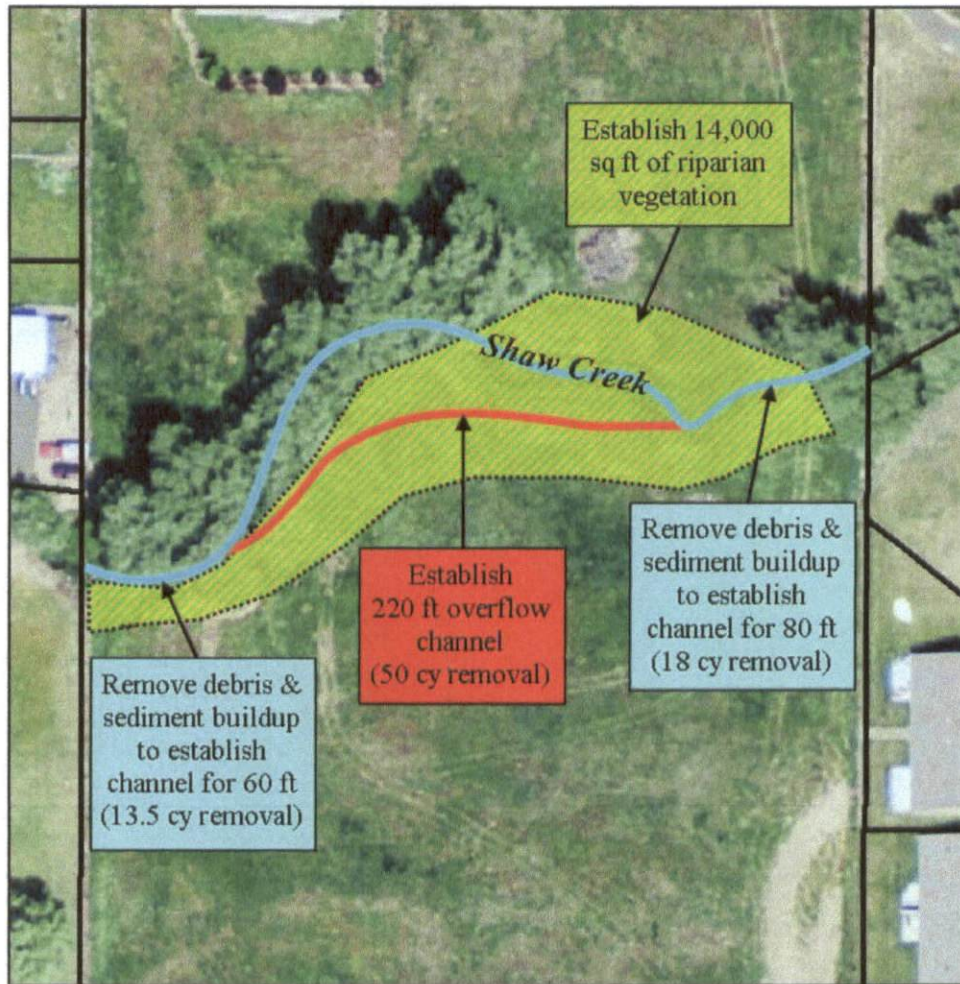 Establish 14,000
sq ft of riparian
vegetation
Shaw Creek
Establish
220 ft overflow
channel
(50 cy removal)
Remove debris &
sediment buildup
to establish
channel for 80 ft
(18 cy removal)
Remove debris &
sediment buildup
to establish
channel for 60 ft
(13.5 cy removal)